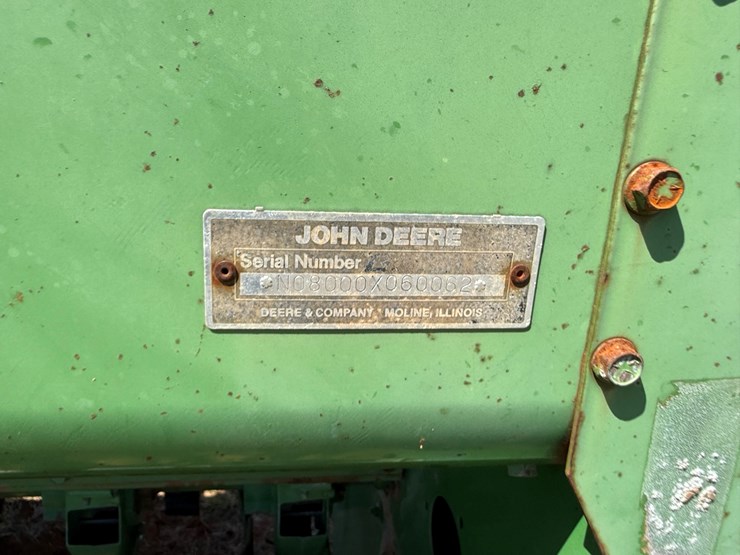 JOHN DEERE
Serial Number
*N08000X060062*
DEERE & COMPANY MOLINE, ILLINOIS